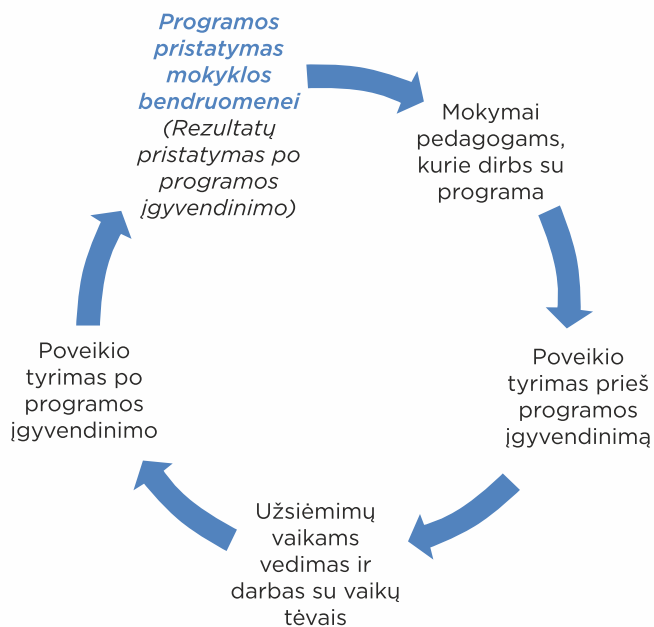 Programos
pristatymas
mokyklos
bendruomenei
(Rezultatų
pristatymas po
programos
įgyvendinimo)
Mokymai
pedagogams,
kurie dirbs su
programa
Poveikio
tyrimas prieš
programos
įgyvendinimą
Užsiėmimų
vaikams
vedimas ir
darbas su vaikų
tėvais
Poveikio
tyrimas po
programos
įgyvendinimo